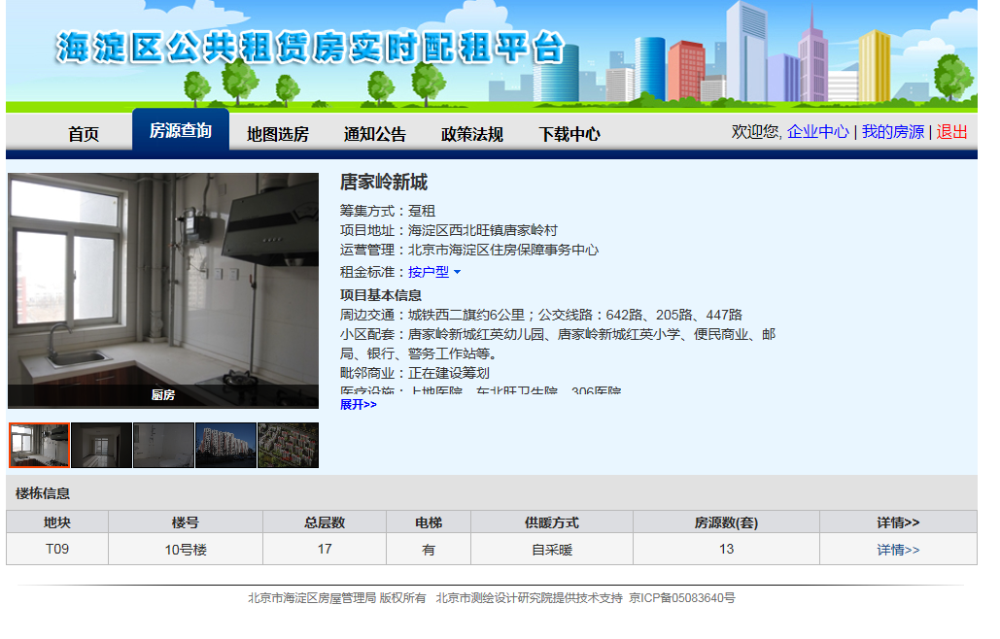 海淀区公共租赁房实时配租平台
首页 房源查询 地图选房 通知公告 政策法规 下载中心 欢迎您, 企业中心 | 我的房源 | 退出
唐家岭新城
筹集方式：趸租
项目地址：海淀区西北旺镇唐家岭村
运营管理：北京市海淀区住房保障事务中心
租金标准：按户型
项目基本信息
周边交通：城铁西二旗约6公里；公交线路：642路、205路、447路
小区配套：唐家岭新城红英幼儿园、唐家岭新城红英小学、便民商业、邮
局、银行、警务工作站等。
毗邻商业：正在建设筹划
医疗设施：上地医院、东北旺卫生院、306医院
展开>>
厨房
楼栋信息
地块 楼号 总层数 电梯 供暖方式 房源数(套) 详情>>
T09 10号楼 17 有 自采暖 13 详情>>
北京市海淀区房屋管理局 版权所有 北京市测绘设计研究院提供技术支持 京ICP备05083640号